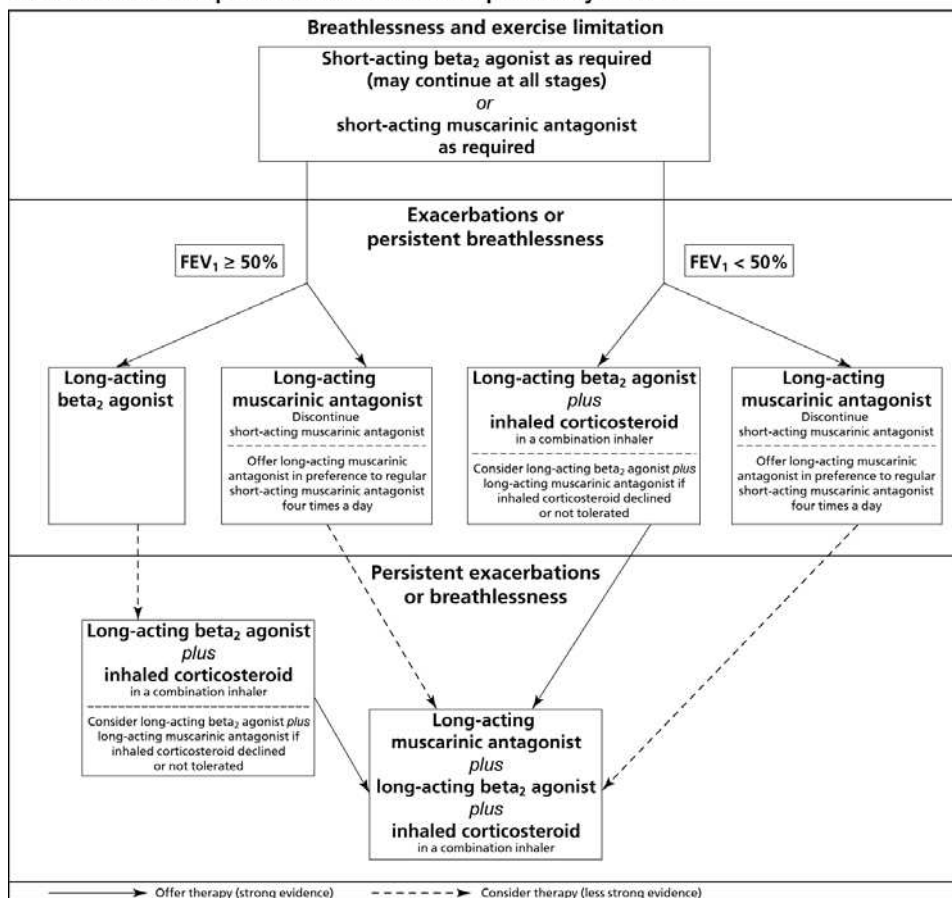 Breathlessness and exercise limitation
Short-acting beta₂ agonist as required
(may continue at all stages)
or
short-acting muscarinic antagonist
as required
Exacerbations or
persistent breathlessness
FEV₁ ≥ 50%
FEV₁ < 50%
Long-acting
beta₂ agonist
Long-acting
muscarinic antagonist
Discontinue
short-acting muscarinic antagonist
Offer long-acting muscarinic
antagonist in preference to regular
short-acting muscarinic antagonist
four times a day
Long-acting beta₂ agonist
plus
inhaled corticosteroid
in a combination inhaler
Consider long-acting beta₂ agonist plus
long-acting muscarinic antagonist if
inhaled corticosteroid declined
or not tolerated
Long-acting
muscarinic antagonist
Discontinue
short-acting muscarinic antagonist
Offer long-acting muscarinic
antagonist in preference to regular
short-acting muscarinic antagonist
four times a day
Persistent exacerbations
or breathlessness
Long-acting beta₂ agonist
plus
inhaled corticosteroid
in a combination inhaler
Consider long-acting beta₂ agonist plus
long-acting muscarinic antagonist if
inhaled corticosteroid declined
or not tolerated
Long-acting
muscarinic antagonist
plus
long-acting beta₂ agonist
plus
inhaled corticosteroid
in a combination inhaler
Offer therapy (strong evidence)
Consider therapy (less strong evidence)